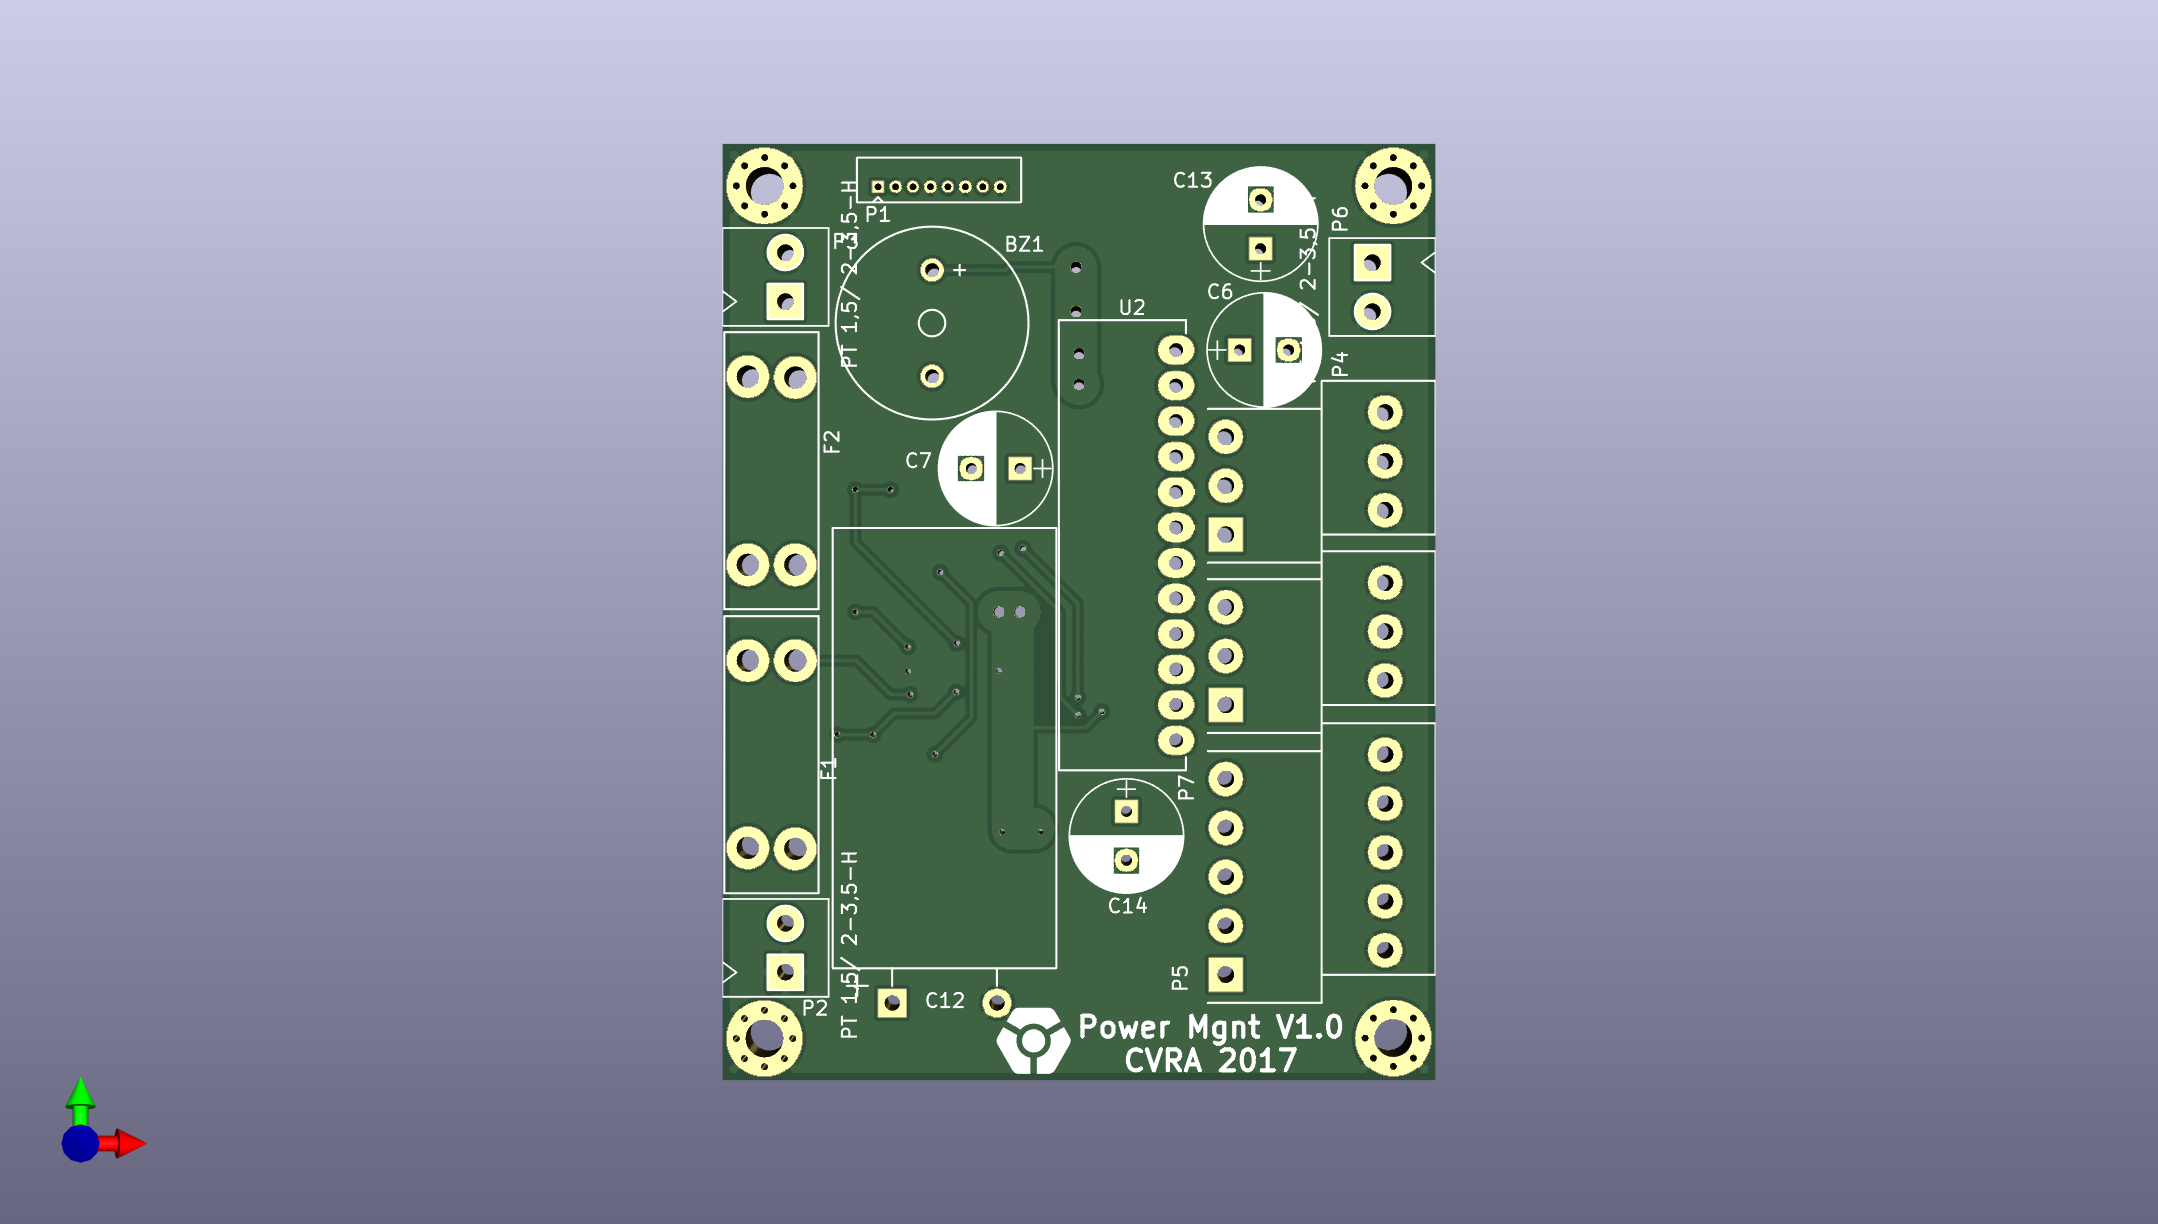 C13
P6
P1
P3
PT 1,5/ 2-3,5-H
BZ1
/ 2-3,5
C6
U2
P4
F2
C7
F1
P7
PT 1,5/ 2-3,5-H
C14
P5
C12
P2
Power Mgnt V1.0
CVRA 2017